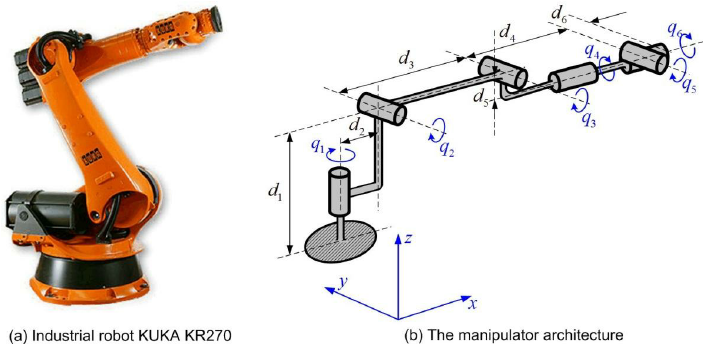 d₆
d₄
q₆
d₃
q₄
q₅
d₅
q₃
d₂
q₁
q₂
d₁
z
y
x
(a) Industrial robot KUKA KR270
(b) The manipulator architecture